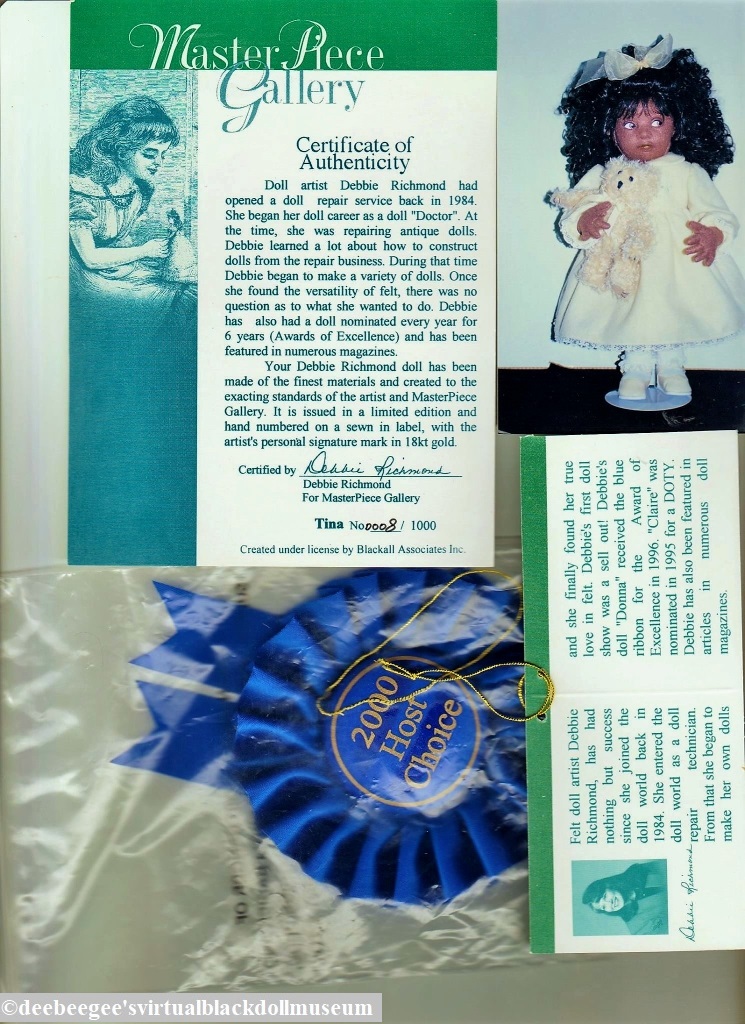 MasterPiece
Gallery
Certificate of
Authenticity
Doll artist Debbie Richmond had
opened a doll repair service back in 1984.
She began her doll career as a doll "Doctor". At
the time, she was repairing antique dolls.
Debbie learned a lot about how to construct
dolls from the repair business. During that time
Debbie began to make a variety of dolls. Once
she found the versatility of felt, there was no
question as to what she wanted to do. Debbie
has also had a doll nominated every year for
6 years (Awards of Excellence) and has been
featured in numerous magazines.
Your Debbie Richmond doll has been
made of the finest materials and created to the
exacting standards of the artist and MasterPiece
Gallery. It is issued in a limited edition and
hand numbered on a sewn in label, with the
artist's personal signature mark in 18kt gold.
Certified by Debbie Richmond
Debbie Richmond
For MasterPiece Gallery
Tina No 0008 / 1000
Created under license by Blackall Associates Inc.
2000
Host
Choice
Felt doll artist Debbie
Richmond, has had
nothing but success
since she joined the
doll world back in
1984. She entered the
doll world as a doll
repair technician.
From that she began to
make her own dolls
Debbie Richmond
and she finally found her true
love in felt. Debbie's first doll
show was a sell out! Debbie's
doll "Donna" received the blue
ribbon for the Award of
Excellence in 1996. "Claire" was
nominated in 1995 for a DOTY.
Debbie has also been featured in
articles in numerous doll
magazines.
©deebeegee'svirtualblackdollmuseum